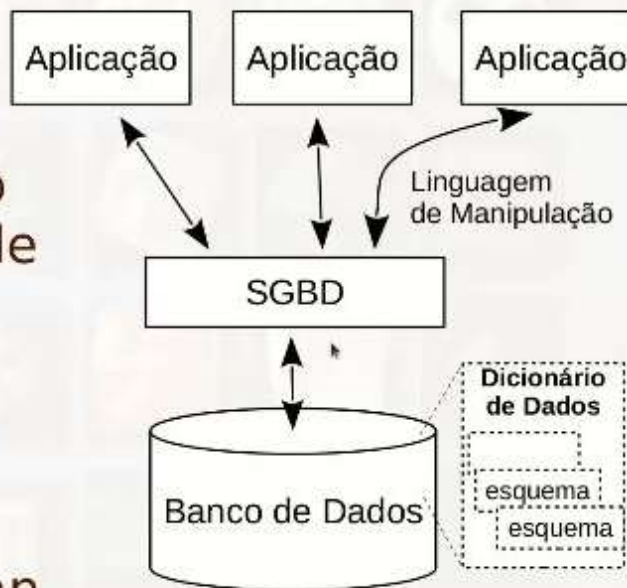 Aplicação
Aplicação
Aplicação
Linguagem
de Manipulação
SGBD
Banco de Dados
Dicionário
de Dados
esquema
esquema